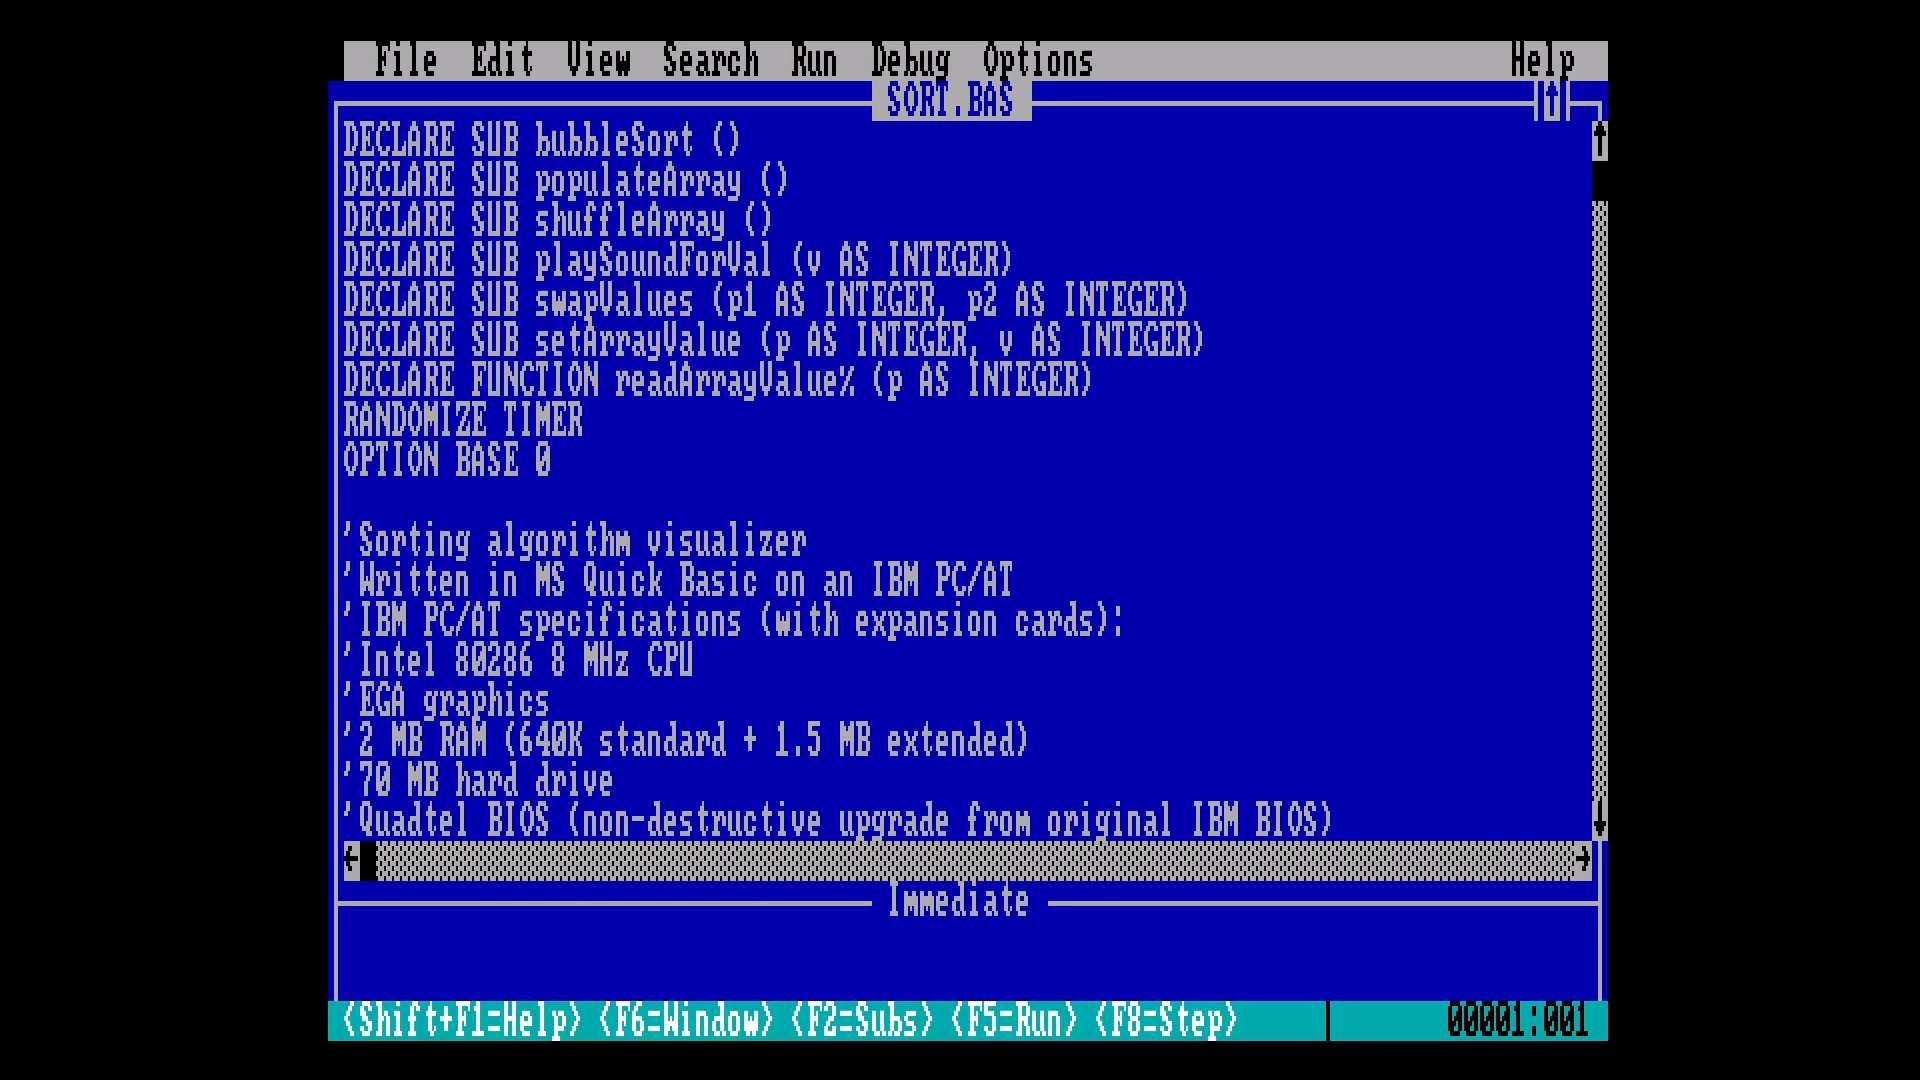 File Edit View Search Run Debug Options Help
SORT.BAS
DECLARE SUB bubbleSort ()
DECLARE SUB populateArray ()
DECLARE SUB shuffleArray ()
DECLARE SUB playSoundForVal (v AS INTEGER)
DECLARE SUB swapValues (p1 AS INTEGER, p2 AS INTEGER)
DECLARE SUB setArrayValue (p AS INTEGER, v AS INTEGER)
DECLARE FUNCTION readArrayValue% (p AS INTEGER)
RANDOMIZE TIMER
OPTION BASE 0
'Sorting algorithm visualizer
'Written in MS Quick Basic on an IBM PC/AT
'IBM PC/AT specifications (with expansion cards):
'Intel 80286 8 MHz CPU
'EGA graphics
'2 MB RAM (640K standard + 1.5 MB extended)
'70 MB hard drive
'Quadtel BIOS (non-destructive upgrade from original IBM BIOS)
Immediate
<Shift+F1=Help> <F6=Window> <F2=Subs> <F5=Run> <F8=Step> 00001:001